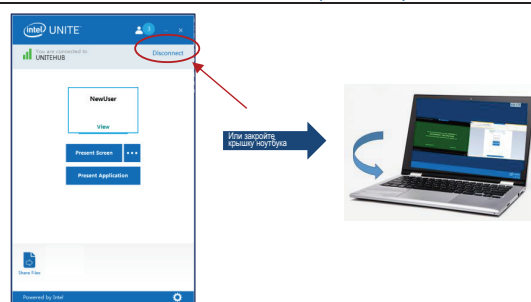 intel UNITE
3
You are connected to:
UNITEHUB
Disconnect
NewUser
View
Present Screen
Present Application
Или закройте
крышку ноутбука
Share Files
Powered by Intel